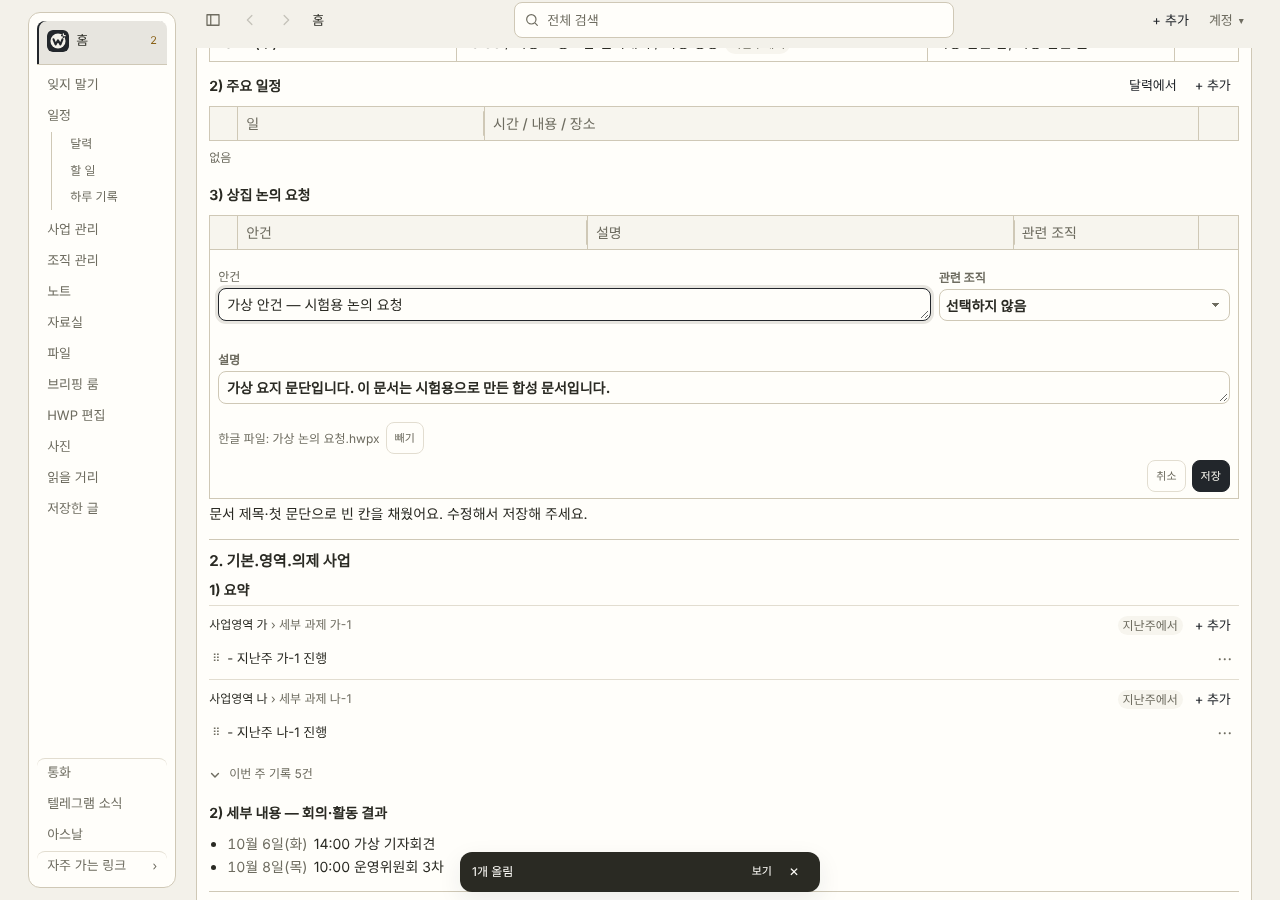 홈 2
잊지 말기
일정
달력
할 일
하루 기록
사업 관리
조직 관리
노트
자료실
파일
브리핑 룸
HWP 편집
사진
읽을 거리
저장한 글
통화
텔레그램 소식
아스날
자주 가는 링크 ›
홈
전체 검색
+ 추가 계정 ▾
2) 주요 일정 달력에서 + 추가
일 시간 / 내용 / 장소
없음
3) 상집 논의 요청
안건 설명 관련 조직
안건 관련 조직
가상 안건 — 시험용 논의 요청 선택하지 않음
설명
가상 요지 문단입니다. 이 문서는 시험용으로 만든 합성 문서입니다.
한글 파일: 가상 논의 요청.hwpx 빼기
취소 저장
문서 제목·첫 문단으로 빈 칸을 채웠어요. 수정해서 저장해 주세요.
2. 기본.영역.의제 사업
1) 요약
사업영역 가 › 세부 과제 가-1 지난주에서 + 추가
- 지난주 가-1 진행 ···
사업영역 나 › 세부 과제 나-1 지난주에서 + 추가
- 지난주 나-1 진행 ···
이번 주 기록 5건
2) 세부 내용 — 회의·활동 결과
• 10월 6일(화) 14:00 가상 기자회견
• 10월 8일(목) 10:00 운영위원회 3차
1개 올림 보기 ✕